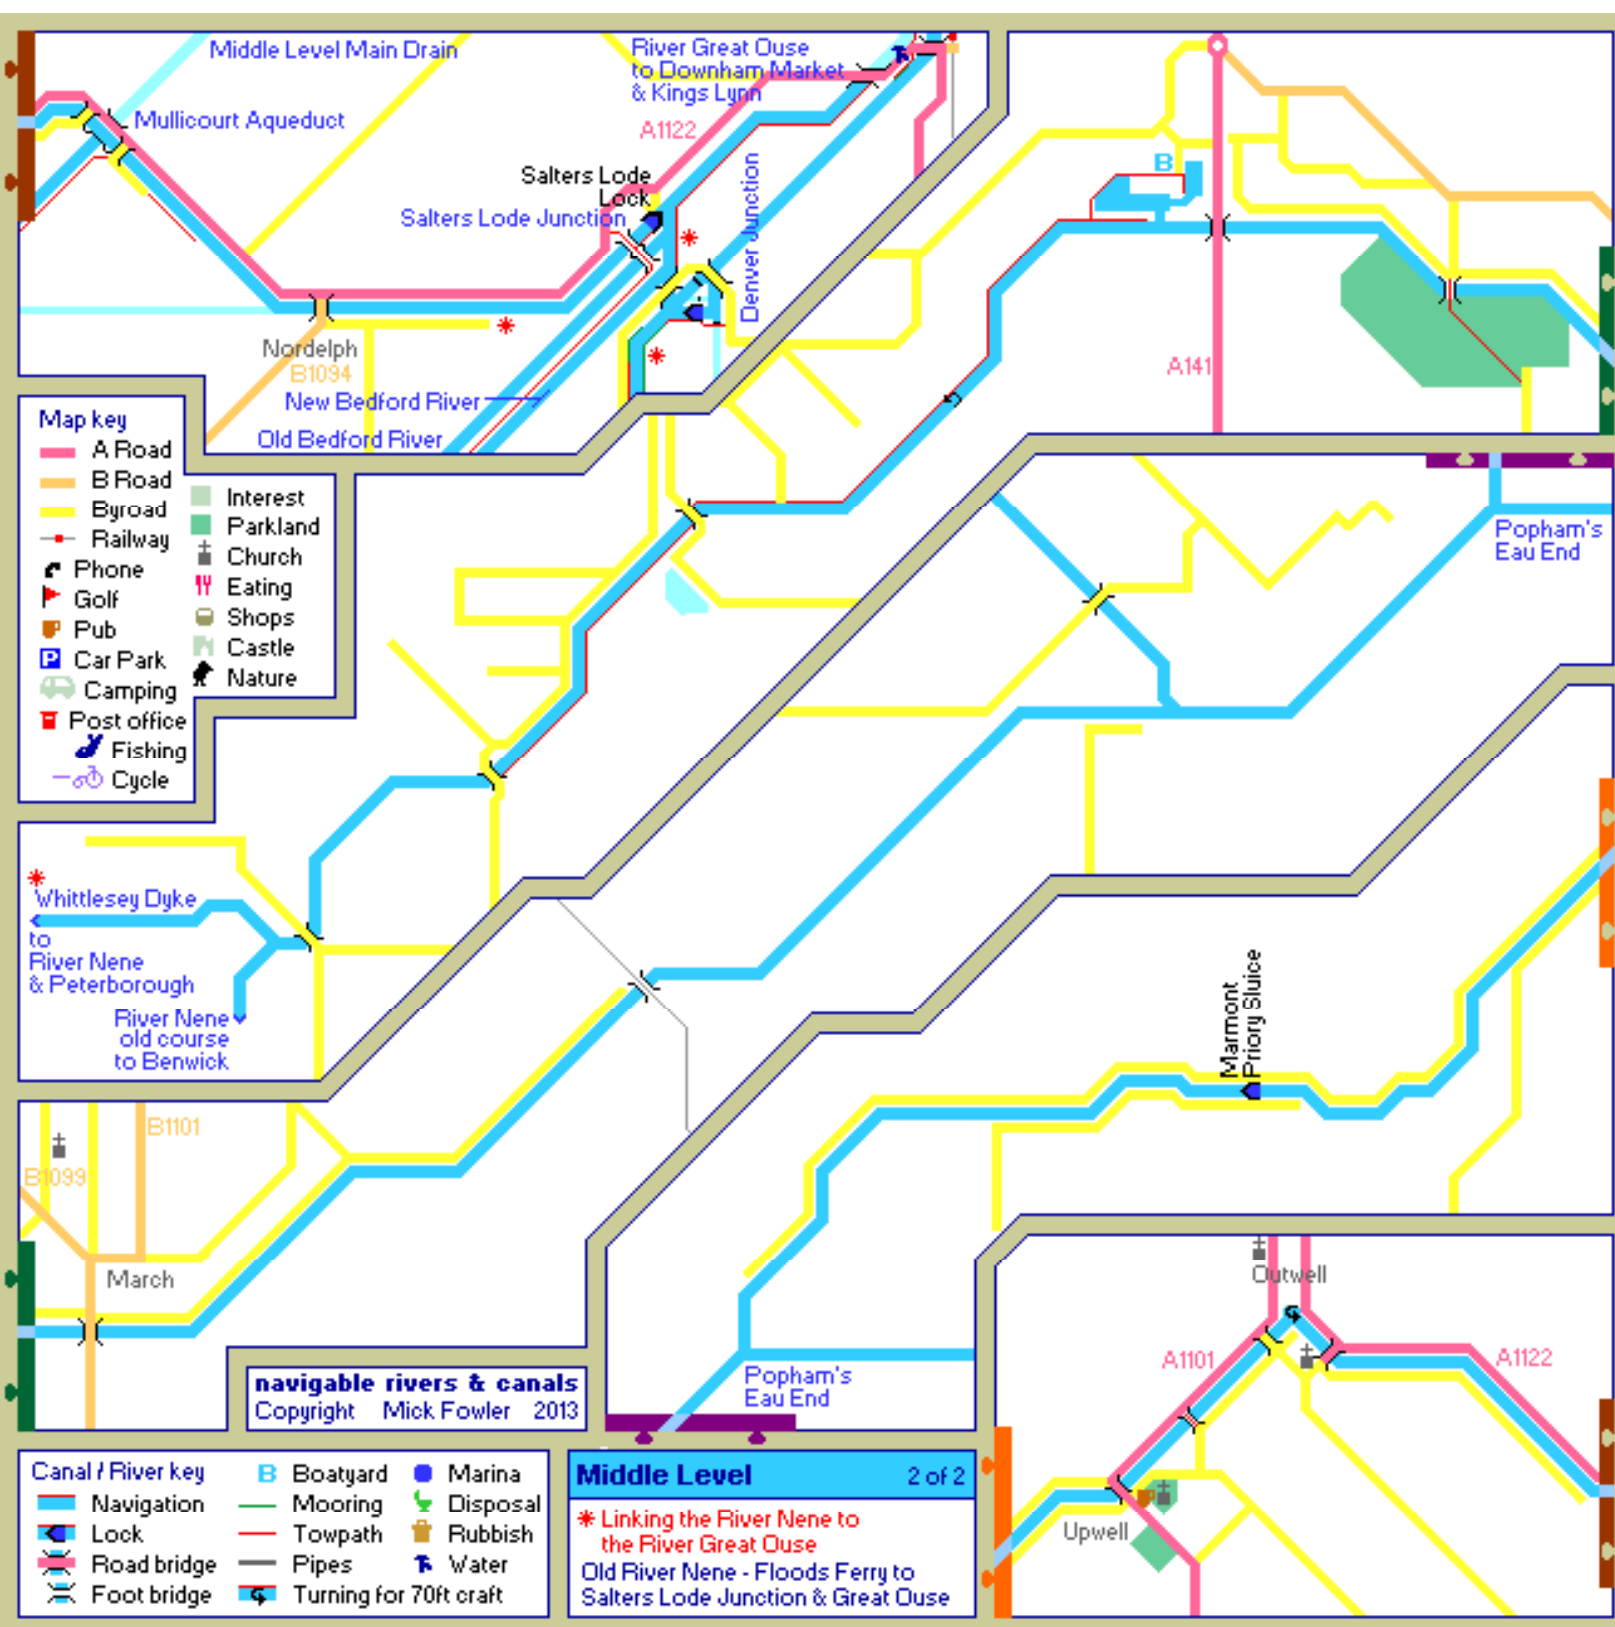 Middle Level Main Drain
River Great Ouse
to Downham Market
& Kings Lynn
Mullicourt Aqueduct
A1122
Salters Lode
Lock
Salters Lode Junction
Denver Junction
Nordelph
B1094
New Bedford River
Old Bedford River
B
A141
Map key
A Road
B Road
Byroad
Railway
Phone
Golf
Pub
P Car Park
Camping
Post office
Fishing
Cycle
Interest
Parkland
Church
Eating
Shops
Castle
Nature
Popham's
Eau End
Whittlesey Dyke
to
River Nene
& Peterborough
River Nene
old course
to Benwick
Marmont
Priory Sluice
B1101
B1099
March
Popham's
Eau End
Outwell
A1101
A1122
Upwell
navigable rivers & canals
Copyright Mick Fowler 2013
Canal / River key
Navigation
Lock
Road bridge
Foot bridge
B Boatyard
Mooring
Towpath
Pipes
Turning for 70ft craft
Marina
Disposal
Rubbish
Water
Middle Level 2 of 2
* Linking the River Nene to
the River Great Ouse
Old River Nene - Floods Ferry to
Salters Lode Junction & Great Ouse